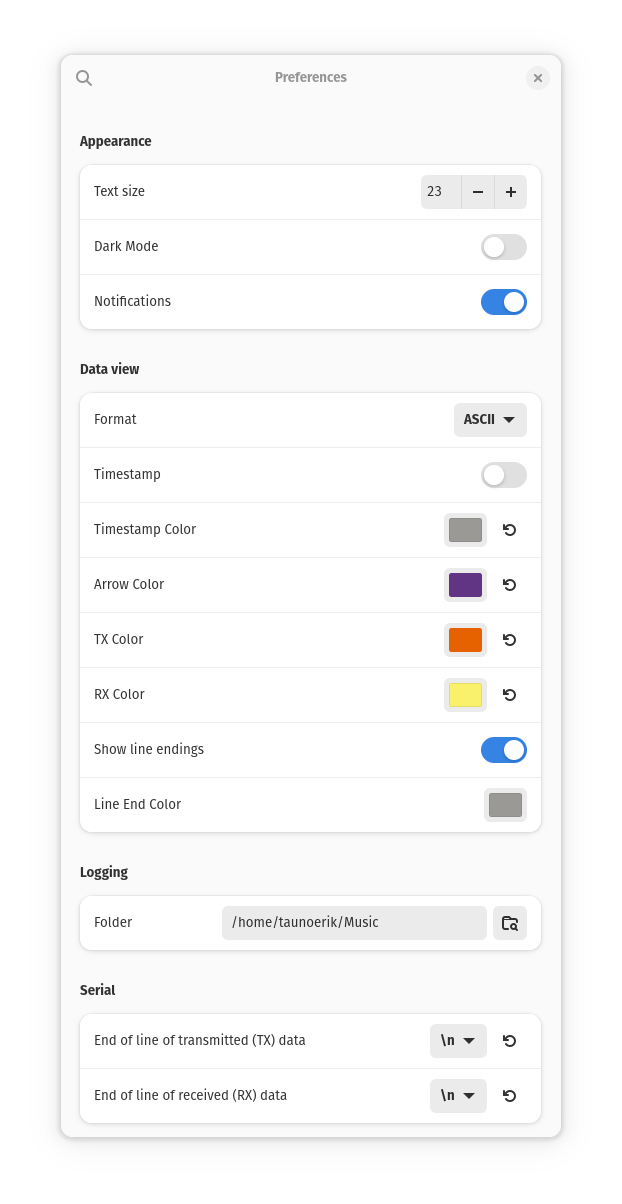 Preferences
Appearance
Text size 23
Dark Mode
Notifications
Data view
Format ASCII
Timestamp
Timestamp Color
Arrow Color
TX Color
RX Color
Show line endings
Line End Color
Logging
Folder /home/taunoerik/Music
Serial
End of line of transmitted (TX) data \n
End of line of received (RX) data \n